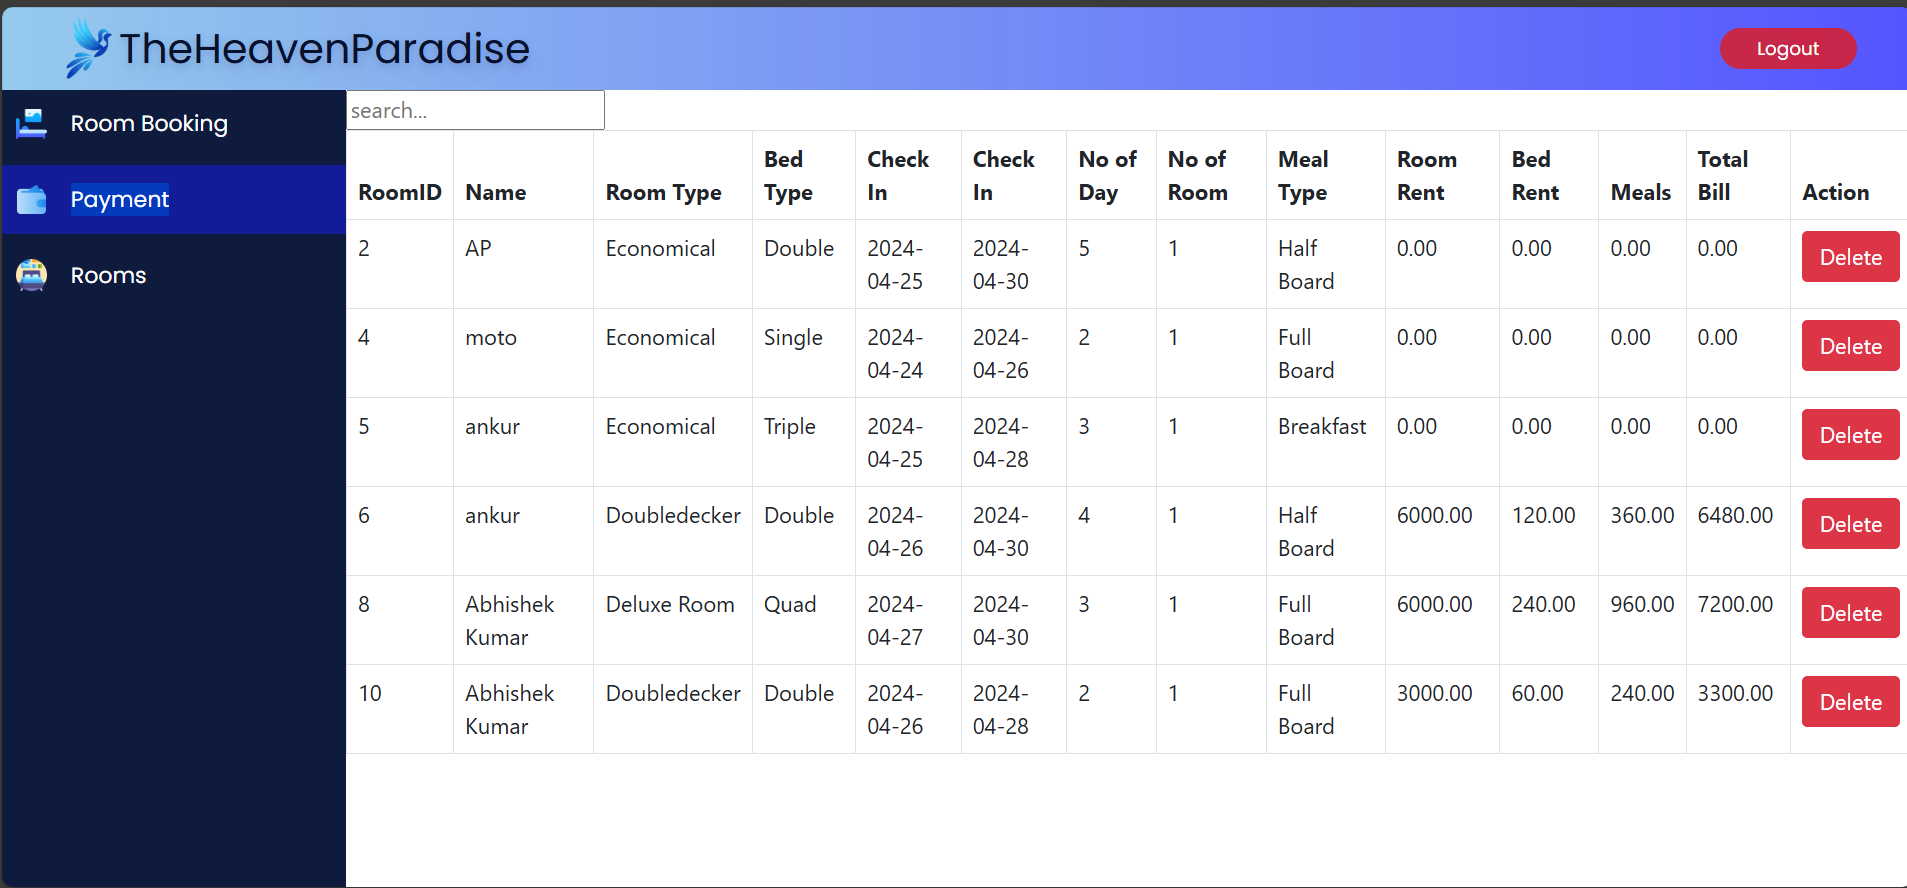 TheHeavenParadise
Logout
Room Booking
Payment
Rooms
search...
RoomID Name Room Type Bed Type Check In Check In No of Day No of Room Meal Type Room Rent Bed Rent Meals Total Bill Action
2 AP Economical Double 2024-04-25 2024-04-30 5 1 Half Board 0.00 0.00 0.00 0.00 Delete
4 moto Economical Single 2024-04-24 2024-04-26 2 1 Full Board 0.00 0.00 0.00 0.00 Delete
5 ankur Economical Triple 2024-04-25 2024-04-28 3 1 Breakfast 0.00 0.00 0.00 0.00 Delete
6 ankur Doubledecker Double 2024-04-26 2024-04-30 4 1 Half Board 6000.00 120.00 360.00 6480.00 Delete
8 Abhishek Kumar Deluxe Room Quad 2024-04-27 2024-04-30 3 1 Full Board 6000.00 240.00 960.00 7200.00 Delete
10 Abhishek Kumar Doubledecker Double 2024-04-26 2024-04-28 2 1 Full Board 3000.00 60.00 240.00 3300.00 Delete